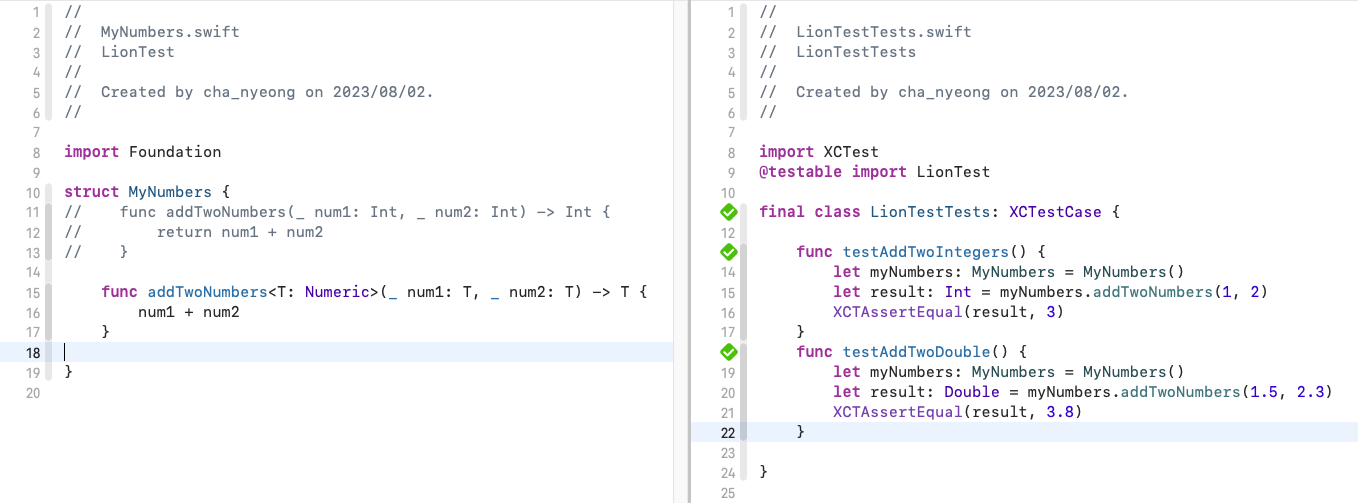 1 //
2 //  MyNumbers.swift
3 //  LionTest
4 //
5 //  Created by cha_nyeong on 2023/08/02.
6 //
7
8 import Foundation
9
10 struct MyNumbers {
11 //    func addTwoNumbers(_ num1: Int, _ num2: Int) -> Int {
12 //        return num1 + num2
13 //    }
14
15     func addTwoNumbers<T: Numeric>(_ num1: T, _ num2: T) -> T {
16         num1 + num2
17     }
18
19 }
20
1 //
2 //  LionTestTests.swift
3 //  LionTestTests
4 //
5 //  Created by cha_nyeong on 2023/08/02.
6 //
7
8 import XCTest
9 @testable import LionTest
10
final class LionTestTests: XCTestCase {
12
    func testAddTwoIntegers() {
14         let myNumbers: MyNumbers = MyNumbers()
15         let result: Int = myNumbers.addTwoNumbers(1, 2)
16         XCTAssertEqual(result, 3)
17     }
    func testAddTwoDouble() {
19         let myNumbers: MyNumbers = MyNumbers()
20         let result: Double = myNumbers.addTwoNumbers(1.5, 2.3)
21         XCTAssertEqual(result, 3.8)
22     }
23
24 }
25